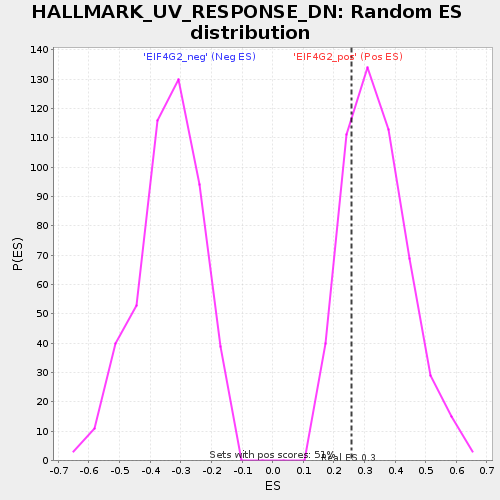 HALLMARK_UV_RESPONSE_DN: Random ES
distribution
'EIF4G2_neg' (Neg ES)
'EIF4G2_pos' (Pos ES)
P(ES)
140
130
120
110
100
90
80
70
60
50
40
30
20
10
0
Sets with pos scores: 51%
Real ES 0.3
-0.7 -0.6 -0.5 -0.4 -0.3 -0.2 -0.1 0.0 0.1 0.2 0.3 0.4 0.5 0.6 0.7
ES